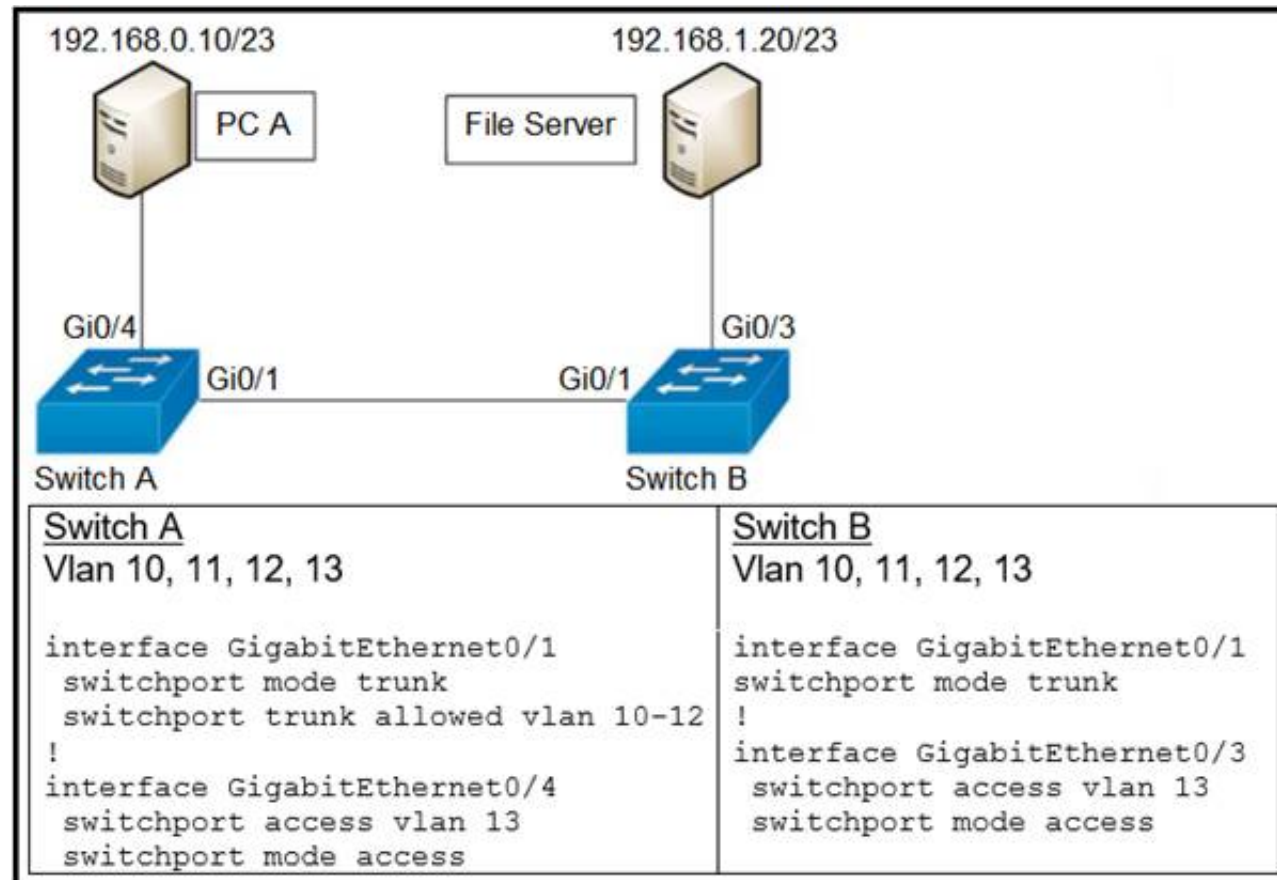 192.168.0.10/23
192.168.1.20/23
PC A
File Server
Gi0/4
Gi0/3
Gi0/1
Gi0/1
Switch A
Switch B
Switch A
Vlan 10, 11, 12, 13
interface GigabitEthernet0/1
switchport mode trunk
switchport trunk allowed vlan 10-12
!
interface GigabitEthernet0/4
switchport access vlan 13
switchport mode access
Switch B
Vlan 10, 11, 12, 13
interface GigabitEthernet0/1
switchport mode trunk
!
interface GigabitEthernet0/3
switchport access vlan 13
switchport mode access